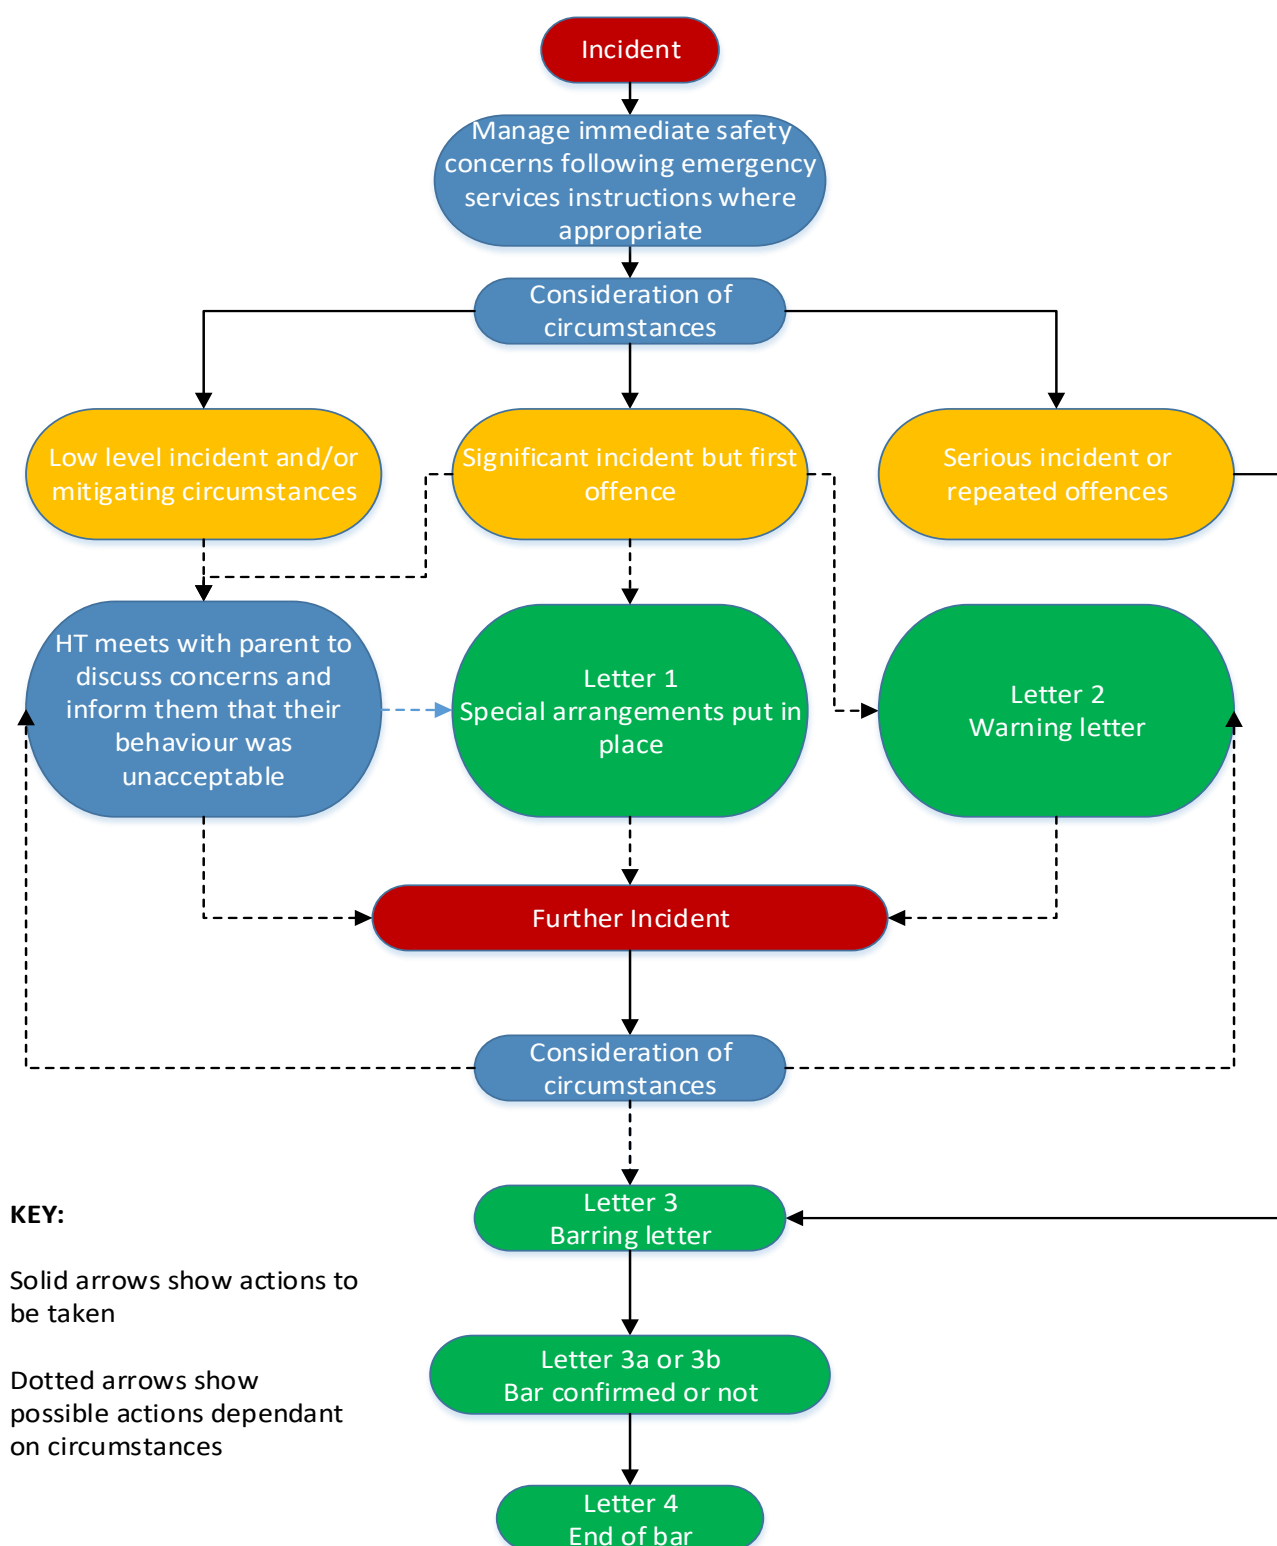 Incident
Manage immediate safety
concerns following emergency
services instructions where
appropriate
Consideration of
circumstances
Low level incident and/or
mitigating circumstances
Significant incident but first
offence
Serious incident or
repeated offences
HT meets with parent to
discuss concerns and
inform them that their
behaviour was
unacceptable
Letter 1
Special arrangements put in
place
Letter 2
Warning letter
Further Incident
Consideration of
circumstances
Letter 3
Barring letter
KEY:
Solid arrows show actions to
be taken
Dotted arrows show
possible actions dependant
on circumstances
Letter 3a or 3b
Bar confirmed or not
Letter 4
End of bar